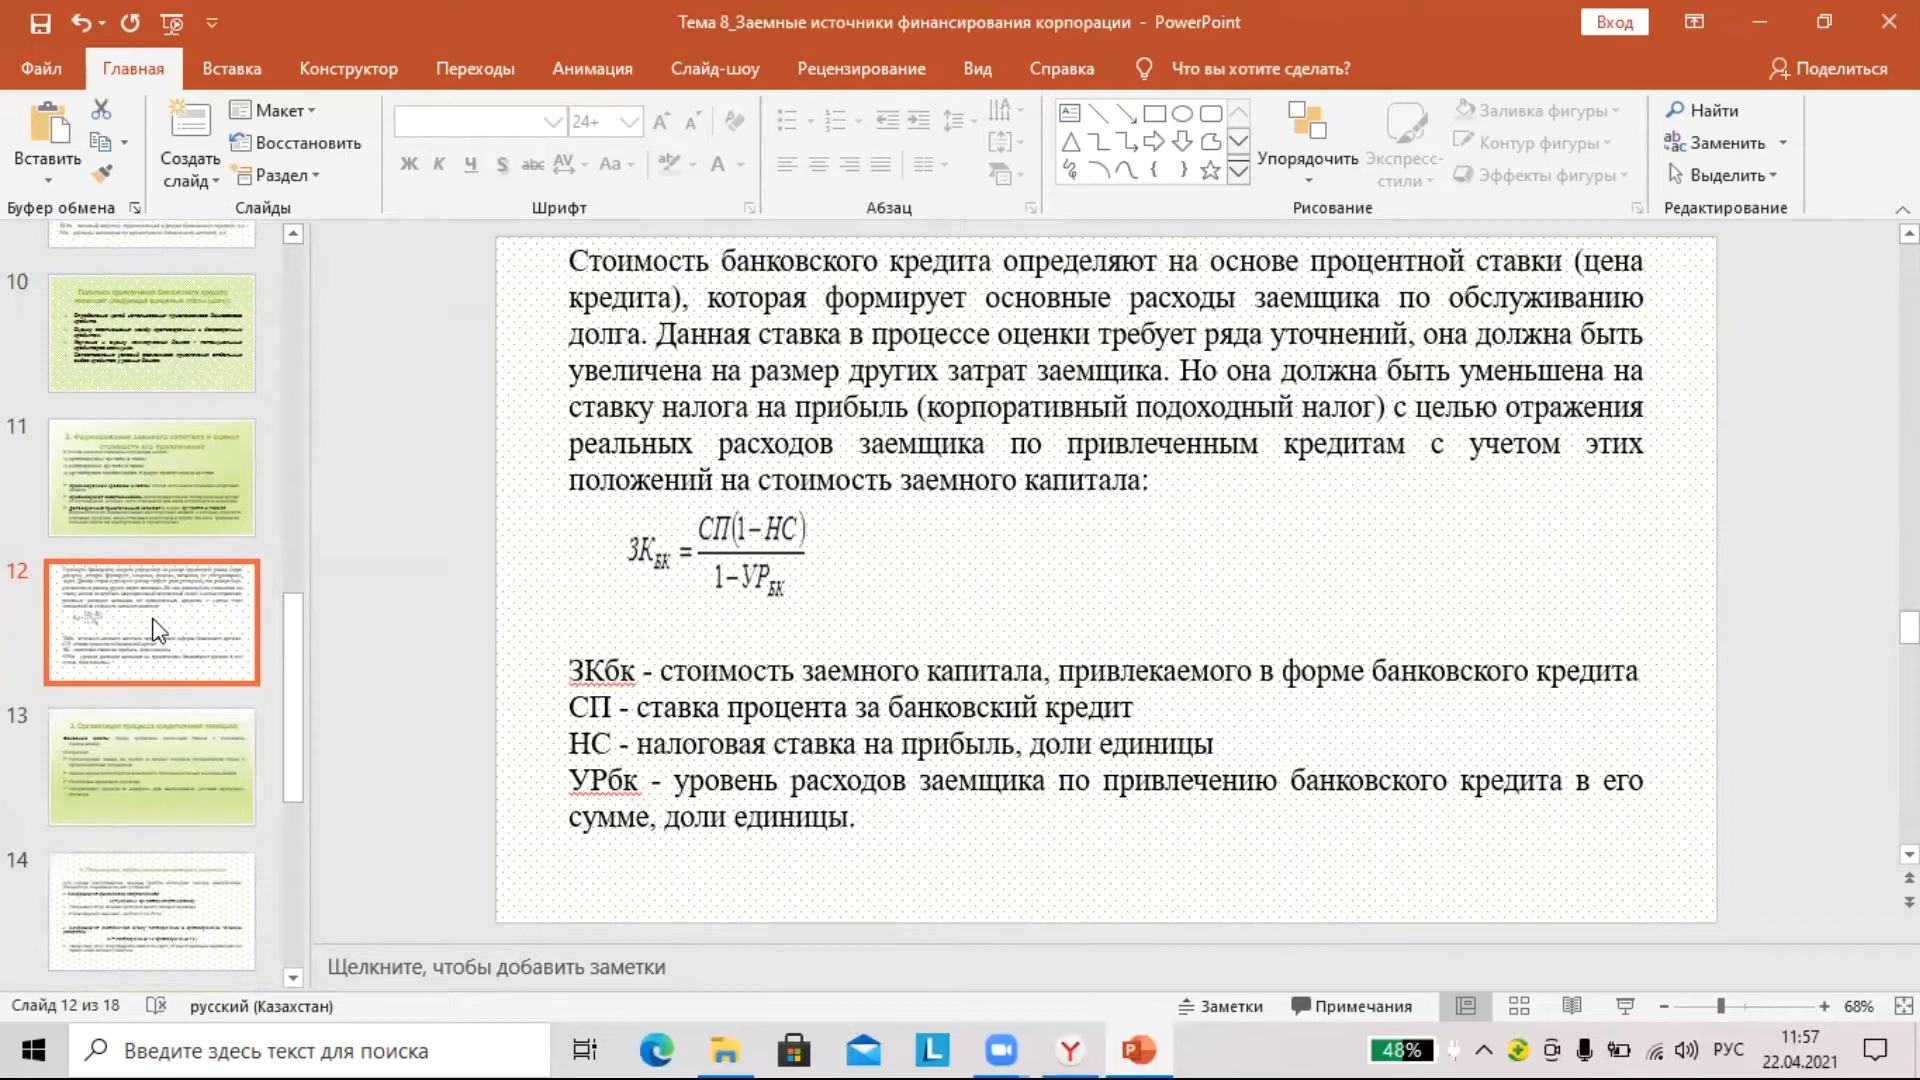 Тема 8_Заемные источники финансирования корпорации - PowerPoint
Вход
Файл
Главная
Вставка
Конструктор
Переходы
Анимация
Слайд-шоу
Рецензирование
Вид
Справка
Что вы хотите сделать?
Поделиться
Вставить
Буфер обмена
Создать слайд
Макет
Восстановить
Раздел
Слайды
24+
Ж К Ч S abc AV Aa
Шрифт
Абзац
Упорядочить
Экспресс-стили
Заливка фигуры
Контур фигуры
Эффекты фигуры
Рисование
Найти
Заменить
Выделить
Редактирование
10
11
12
13
14
Стоимость банковского кредита определяют на основе процентной ставки (цена
кредита), которая формирует основные расходы заемщика по обслуживанию
долга. Данная ставка в процессе оценки требует ряда уточнений, она должна быть
увеличена на размер других затрат заемщика. Но она должна быть уменьшена на
ставку налога на прибыль (корпоративный подоходный налог) с целью отражения
реальных расходов заемщика по привлеченным кредитам с учетом этих
положений на стоимость заемного капитала:
ЗКБК = СП(1−НС)
1−УРБК
ЗКбк - стоимость заемного капитала, привлекаемого в форме банковского кредита
СП - ставка процента за банковский кредит
НС - налоговая ставка на прибыль, доли единицы
УРбк - уровень расходов заемщика по привлечению банковского кредита в его
сумме, доли единицы.
Щелкните, чтобы добавить заметки
Слайд 12 из 18
русский (Казахстан)
Заметки
Примечания
68%
Введите здесь текст для поиска
48%
РУС
11:57
22.04.2021